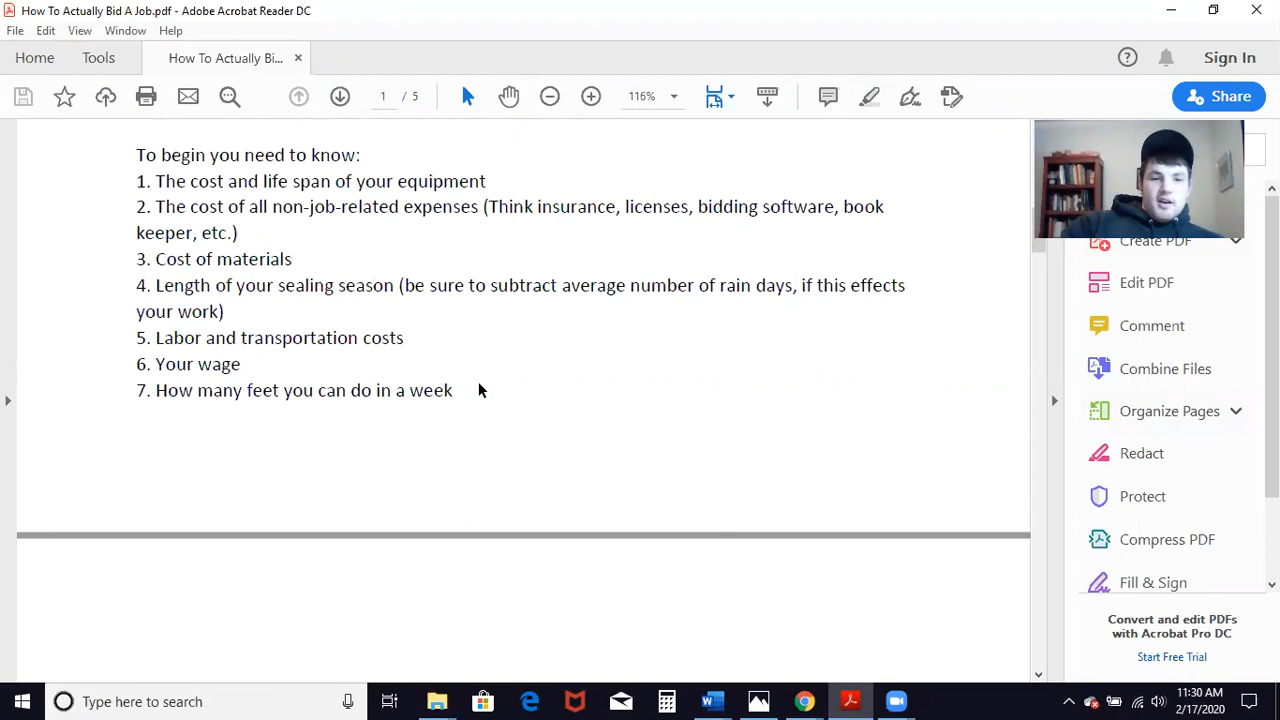 How To Actually Bid A Job.pdf - Adobe Acrobat Reader DC
File Edit View Window Help
Home Tools How To Actually Bi... ×
Sign In
1 / 5
116%
Share
To begin you need to know:
1. The cost and life span of your equipment
2. The cost of all non-job-related expenses (Think insurance, licenses, bidding software, book
keeper, etc.)
3. Cost of materials
4. Length of your sealing season (be sure to subtract average number of rain days, if this effects
your work)
5. Labor and transportation costs
6. Your wage
7. How many feet you can do in a week
Create PDF
Edit PDF
Comment
Combine Files
Organize Pages
Redact
Protect
Compress PDF
Fill & Sign
Convert and edit PDFs
with Acrobat Pro DC
Start Free Trial
Type here to search
11:30 AM
2/17/2020